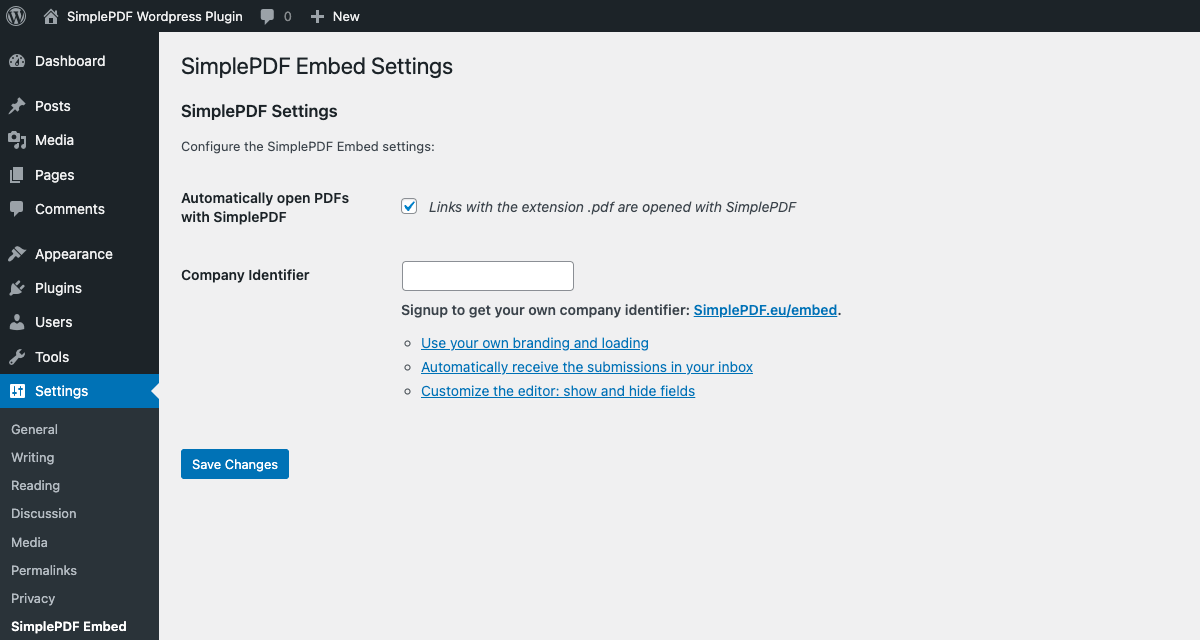 SimplePDF Wordpress Plugin 0 New
Dashboard
Posts
Media
Pages
Comments
Appearance
Plugins
Users
Tools
Settings
General
Writing
Reading
Discussion
Media
Permalinks
Privacy
SimplePDF Embed
SimplePDF Embed Settings
SimplePDF Settings
Configure the SimplePDF Embed settings:
Automatically open PDFs
with SimplePDF
Links with the extension .pdf are opened with SimplePDF
Company Identifier
Signup to get your own company identifier: SimplePDF.eu/embed.
Use your own branding and loading
Automatically receive the submissions in your inbox
Customize the editor: show and hide fields
Save Changes